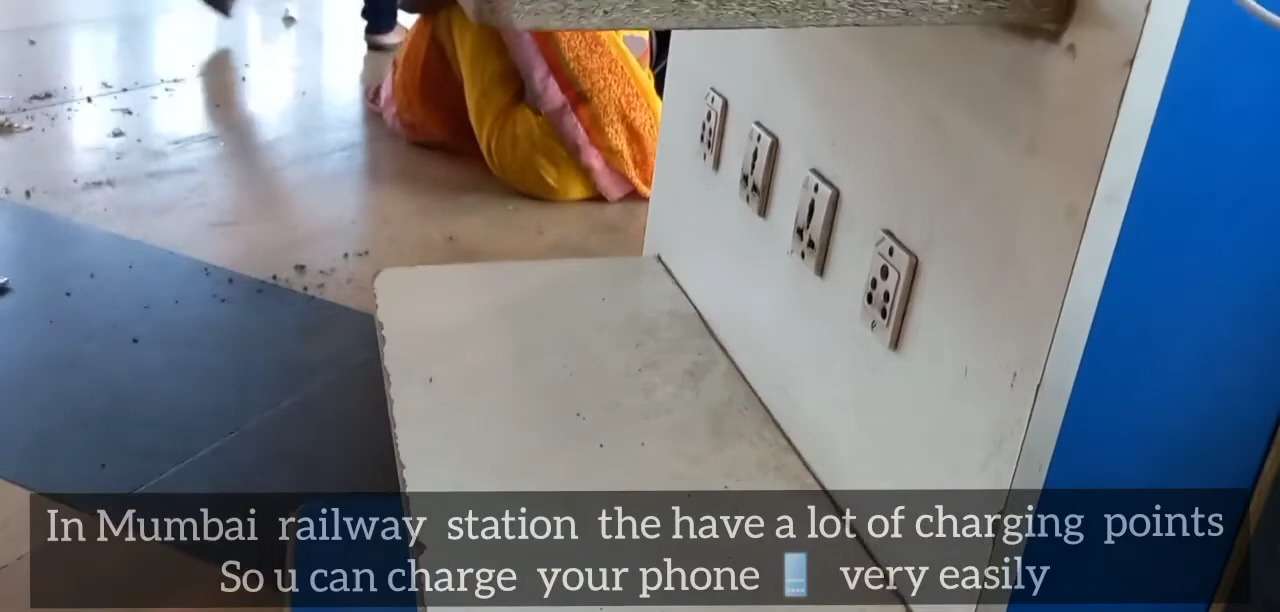 In Mumbai railway station the have a lot of charging points
So u can charge your phone 📱 very easily